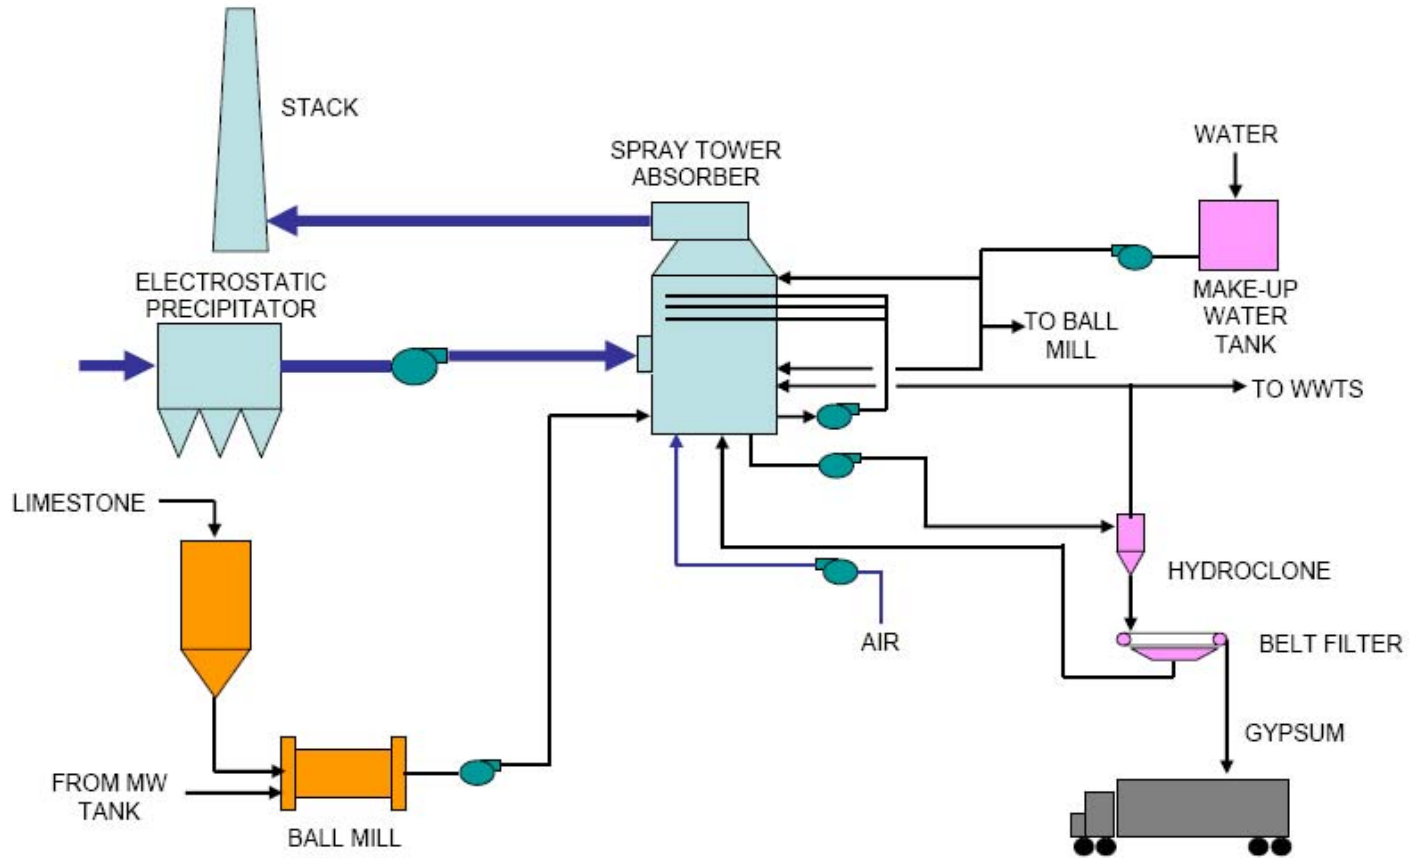 STACK
SPRAY TOWER
ABSORBER
WATER
ELECTROSTATIC
PRECIPITATOR
MAKE-UP
WATER
TANK
TO BALL
MILL
TO WWTS
LIMESTONE
HYDROCLONE
AIR
BELT FILTER
GYPSUM
FROM MW
TANK
BALL MILL